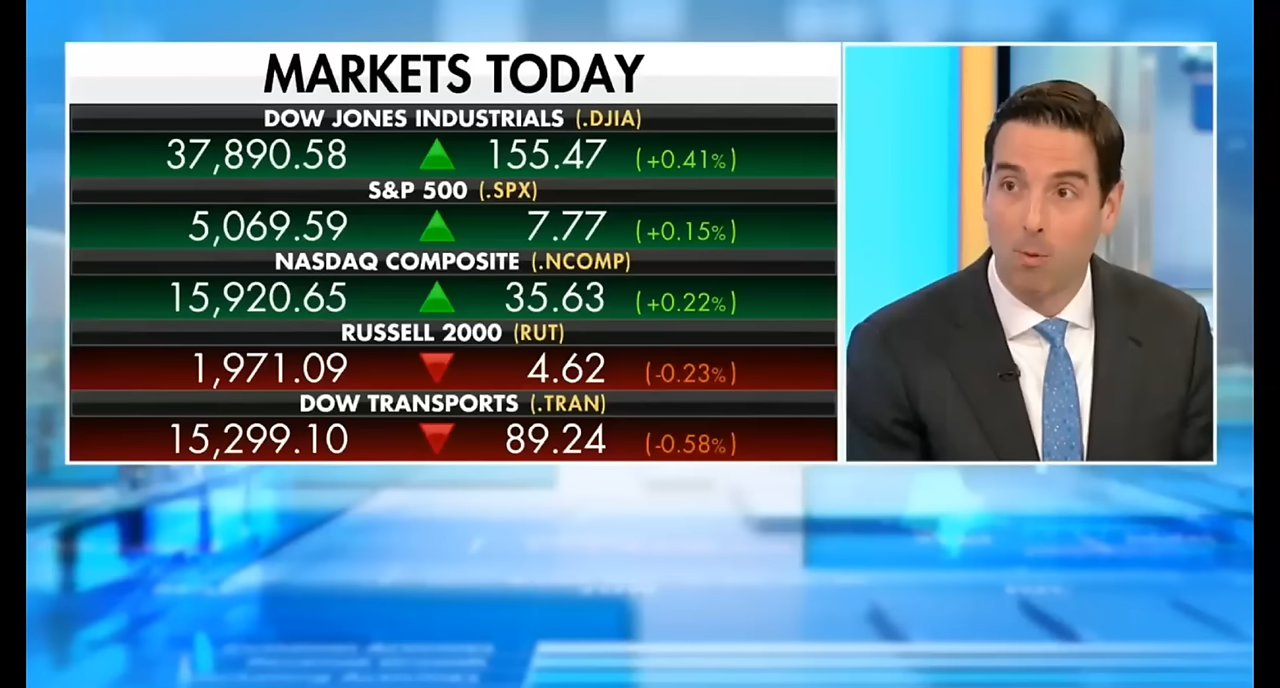 MARKETS TODAY
DOW JONES INDUSTRIALS (.DJIA)
37,890.58 ▲ 155.47 (+0.41%)
S&P 500 (.SPX)
5,069.59 ▲ 7.77 (+0.15%)
NASDAQ COMPOSITE (.NCOMP)
15,920.65 ▲ 35.63 (+0.22%)
RUSSELL 2000 (RUT)
1,971.09 ▼ 4.62 (-0.23%)
DOW TRANSPORTS (.TRAN)
15,299.10 ▼ 89.24 (-0.58%)